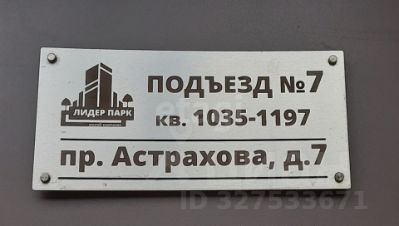 ПОДЪЕЗД №7
ЛИДЕР ПАРК
кв. 1035-1197
пр. Астрахова, д.7
ID 327533671